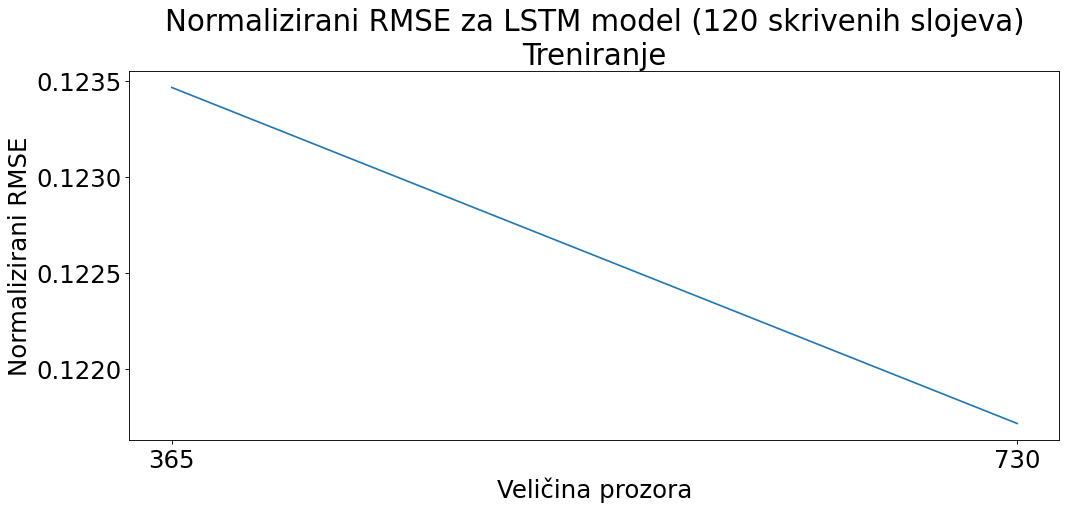 Normalizirani RMSE za LSTM model (120 skrivenih slojeva)
Treniranje
Normalizirani RMSE
0.1235
0.1230
0.1225
0.1220
365
730
Veličina prozora